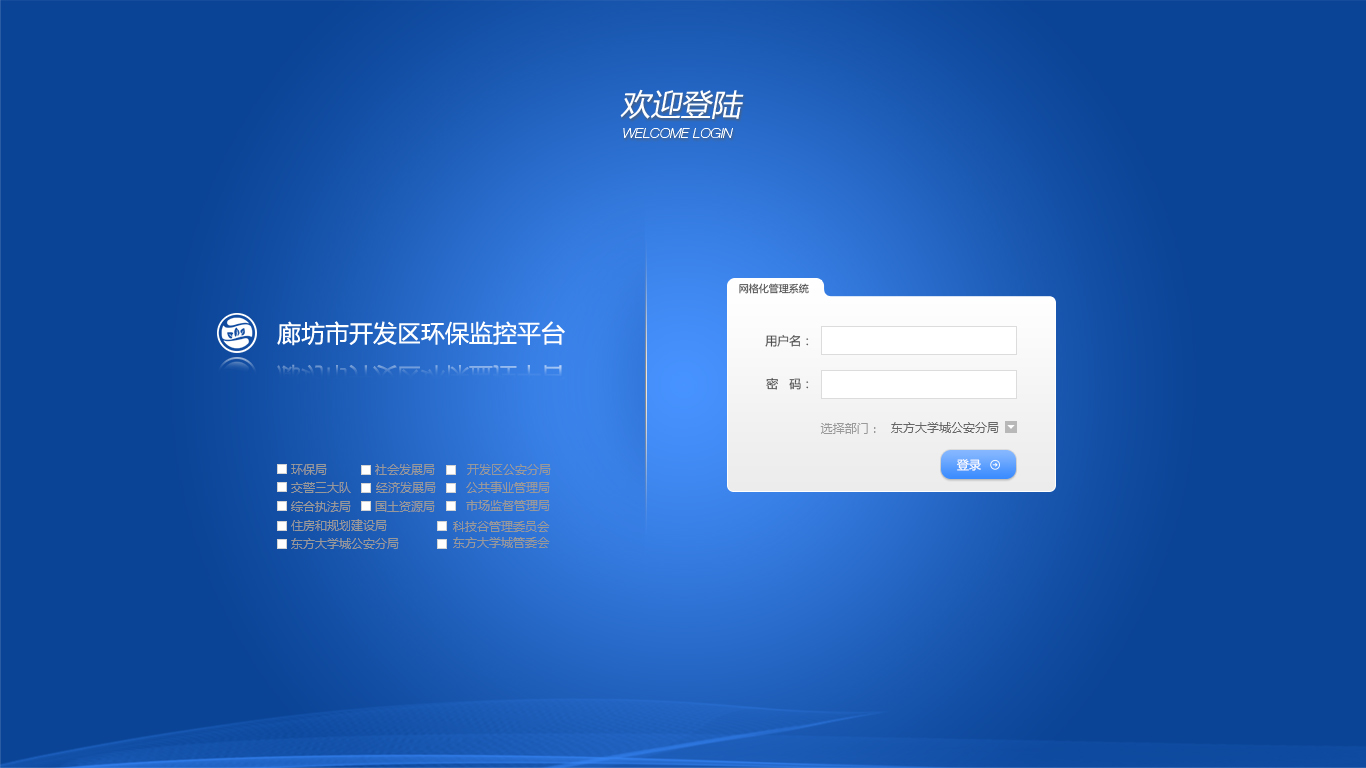 欢迎登陆
WELCOME LOGIN
廊坊市开发区环保监控平台
环保局 社会发展局 开发区公安分局
交警三大队 经济发展局 公共事业管理局
综合执法局 国土资源局 市场监督管理局
住房和规划建设局 科技谷管理委员会
东方大学城公安分局 东方大学城管委会
网格化管理系统
用户名：
密 码：
选择部门： 东方大学城公安分局
登录